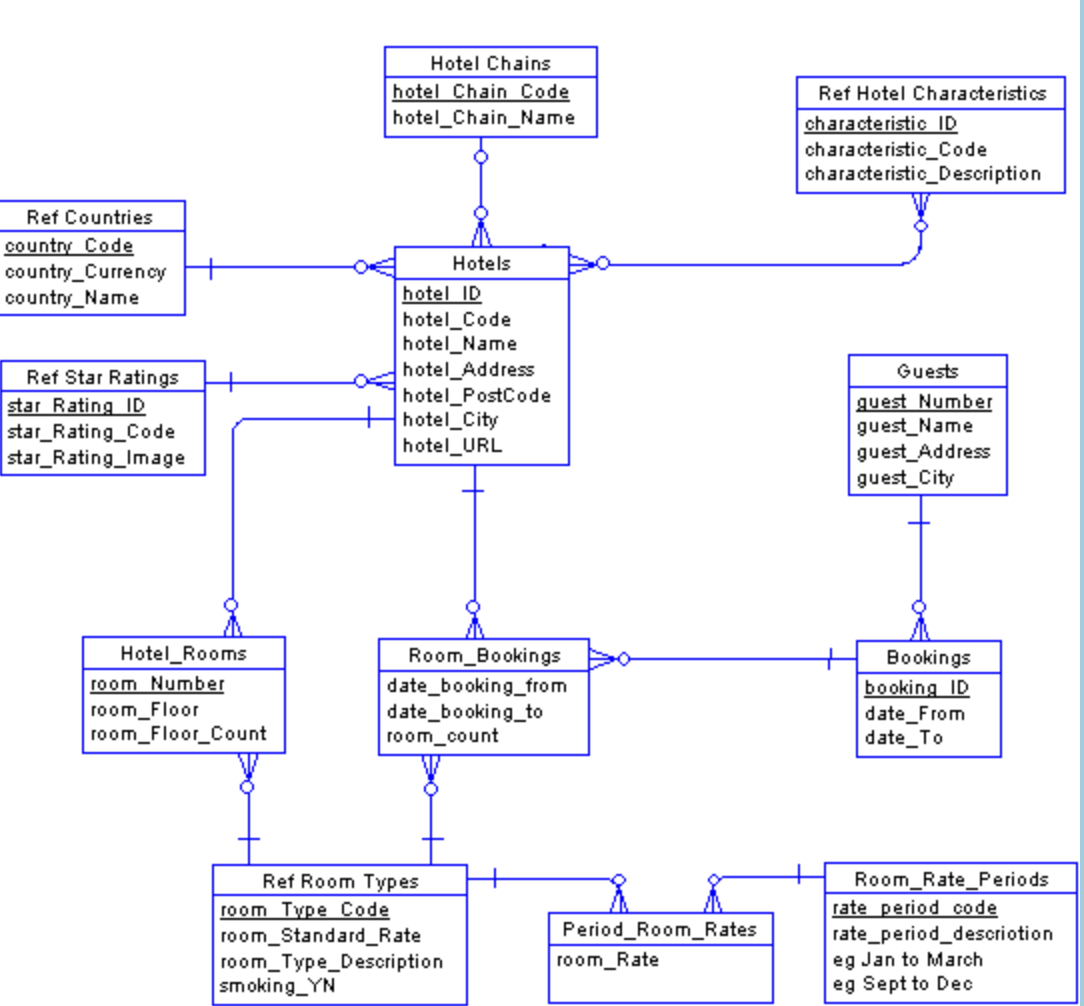 Hotel Chains
hotel_Chain_Code
hotel_Chain_Name
Ref Hotel Characteristics
characteristic_ID
characteristic_Code
characteristic_Description
Ref Countries
country_Code
country_Currency
country_Name
Hotels
hotel_ID
hotel_Code
hotel_Name
hotel_Address
hotel_PostCode
hotel_City
hotel_URL
Ref Star Ratings
star_Rating_ID
star_Rating_Code
star_Rating_Image
Guests
guest_Number
guest_Name
guest_Address
guest_City
Hotel_Rooms
room_Number
room_Floor
room_Floor_Count
Room_Bookings
date_booking_from
date_booking_to
room_count
Bookings
booking_ID
date_From
date_To
Ref Room Types
room_Type_Code
room_Standard_Rate
room_Type_Description
smoking_YN
Period_Room_Rates
room_Rate
Room_Rate_Periods
rate_period_code
rate_period_descriotion
eg Jan to March
eg Sept to Dec